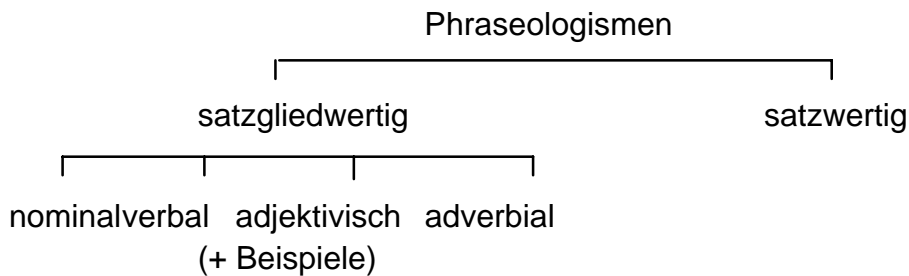 Phraseologismen
satzgliedwertig satzwertig
nominalverbal adjektivisch adverbial
(+ Beispiele)